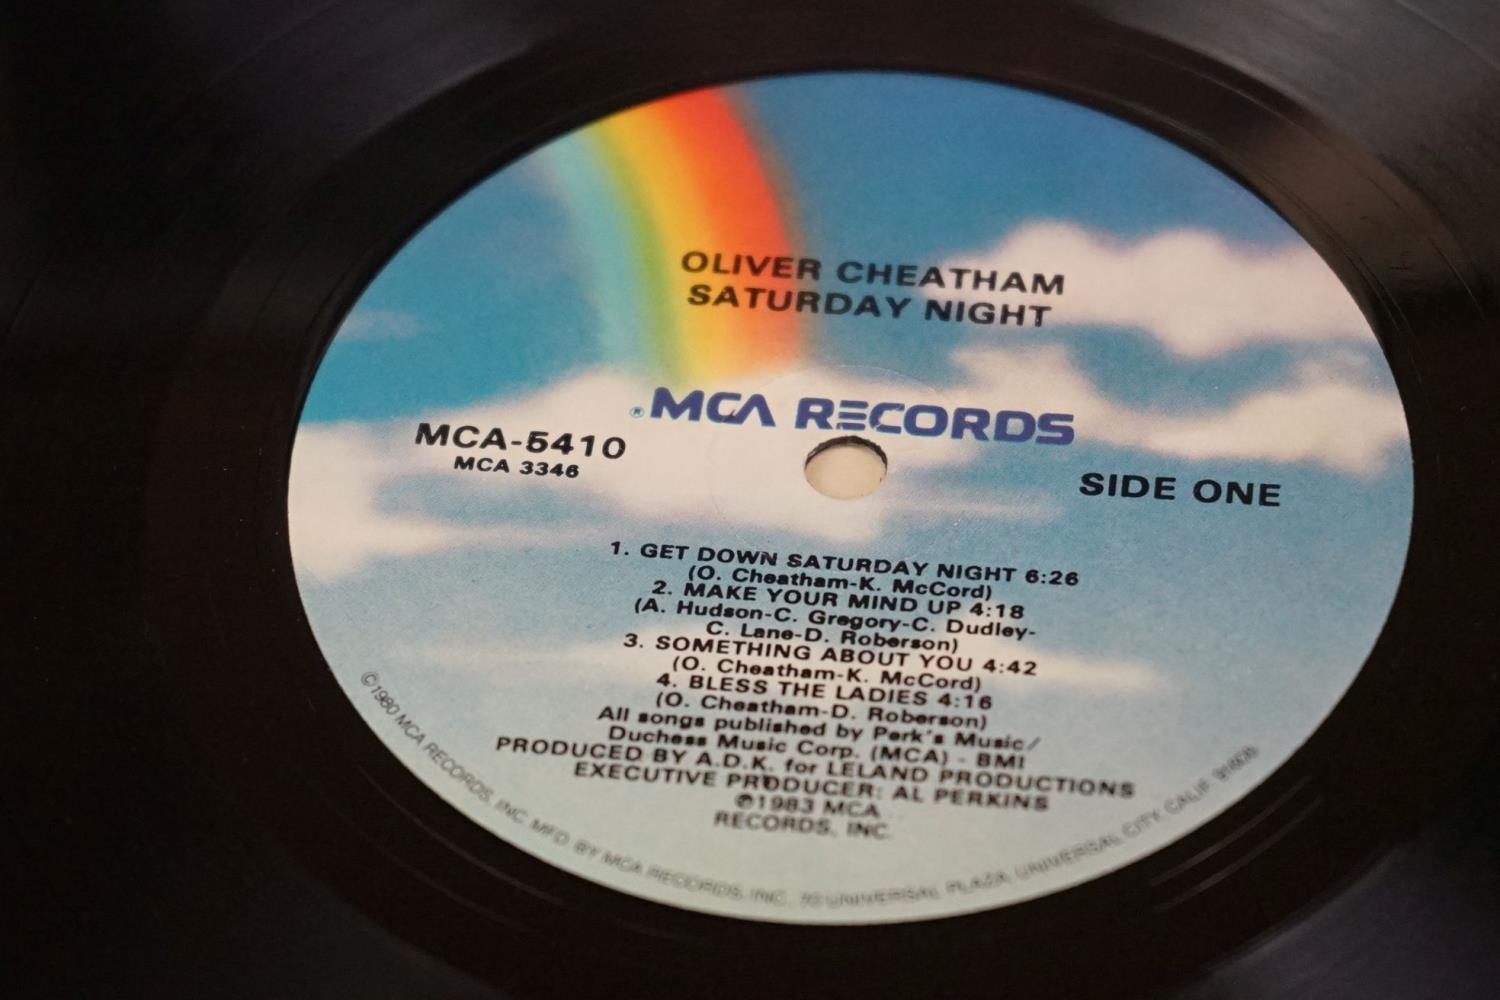 OLIVER CHEATHAM
SATURDAY NIGHT
® MCA RECORDS
MCA-5410
MCA 3346
SIDE ONE
1. GET DOWN SATURDAY NIGHT 6:26
(O. Cheatham-K. McCord)
2. MAKE YOUR MIND UP 4:18
(A. Hudson-C. Gregory-C. Dudley-
C. Lane-D. Roberson)
3. SOMETHING ABOUT YOU 4:42
(O. Cheatham-K. McCord)
4. BLESS THE LADIES 4:16
(O. Cheatham-D. Roberson)
All songs published by Perk's Music/
Duchess Music Corp. (MCA) - BMI
PRODUCED BY A.D.K. for LELAND PRODUCTIONS
EXECUTIVE PRODUCER: AL PERKINS
℗1983 MCA
RECORDS, INC.
©1980 MCA RECORDS, INC. MFD. BY MCA RECORDS, INC., 70 UNIVERSAL PLAZA, UNIVERSAL CITY, CALIF. 91608